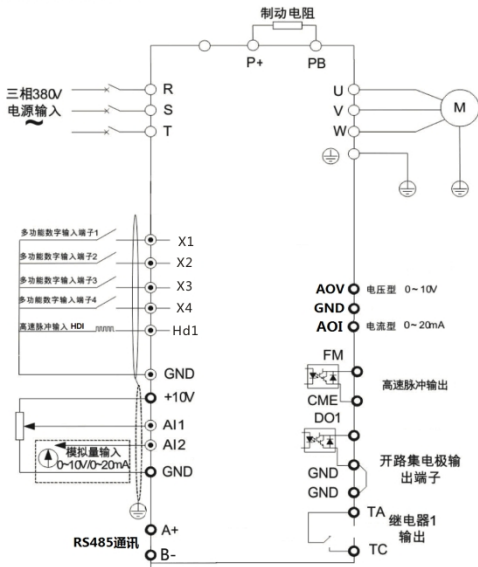 制动电阻
P+ PB
三相380V
电源输入
~
R
S
T
U
V
W
M
多功能数字输入端子1
X1
多功能数字输入端子2
X2
多功能数字输入端子3
X3
多功能数字输入端子4
X4
高速脉冲输入 HDI
Hd1
GND
+10V
AI1
AI2
模拟量输入
0~10V/0~20mA
GND
RS485通讯
A+
B-
AOV 电压型 0~10V
GND
AOI 电流型 0~20mA
FM
高速脉冲输出
CME
DO1
开路集电极输
出端子
GND
GND
TA
继电器1
输出
TC